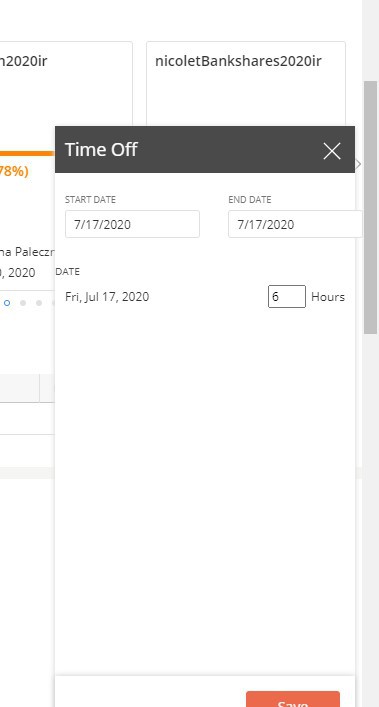 n2020ir
nicoletBankshares2020ir
Time Off
78%)
START DATE
END DATE
7/17/2020
7/17/2020
na Paleczn
0, 2020
DATE
Fri, Jul 17, 2020
6
Hours
Save